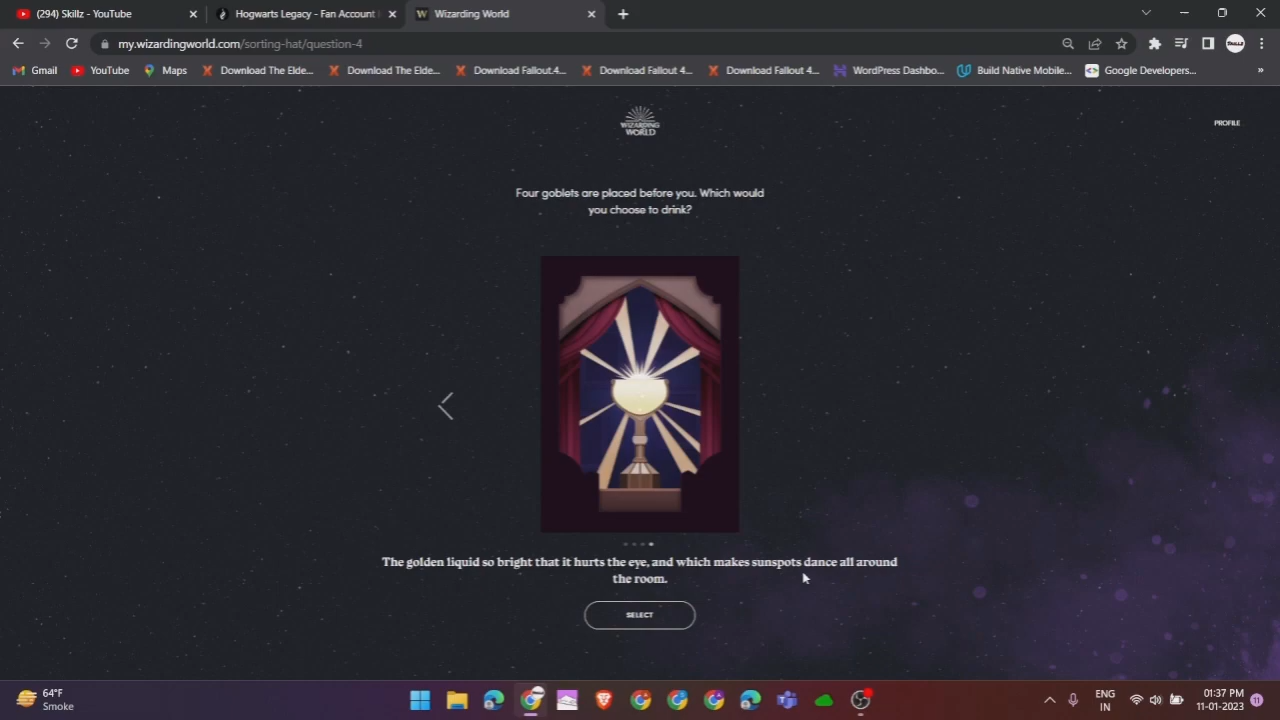 (294) Skillz - YouTube
Hogwarts Legacy - Fan Account
Wizarding World
my.wizardingworld.com/sorting-hat/question-4
Gmail
YouTube
Maps
Download The Elde...
Download The Elde...
Download Fallout.4...
Download Fallout 4...
Download Fallout 4...
WordPress Dashbo...
Build Native Mobile...
Google Developers...
»
WIZARDING
WORLD
PROFILE
Four goblets are placed before you. Which would
you choose to drink?
The golden liquid so bright that it hurts the eye, and which makes sunspots dance all around
the room.
SELECT
64°F
Smoke
ENG
IN
01:37 PM
11-01-2023
11